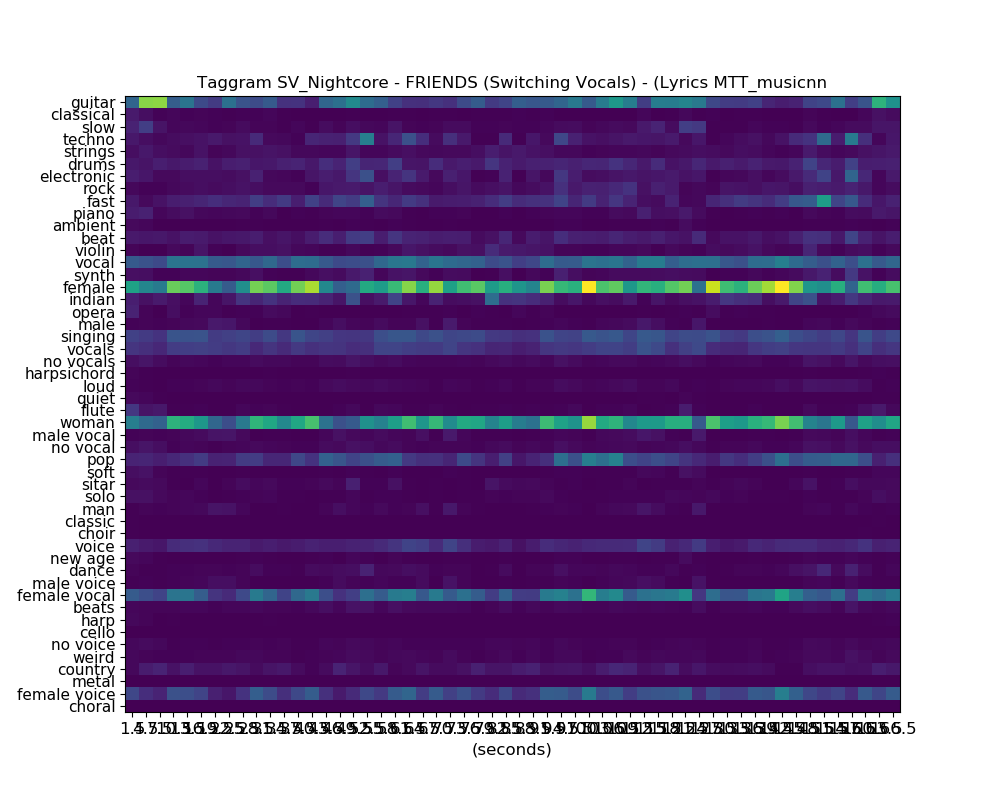 Taggram SV_Nightcore - FRIENDS (Switching Vocals) - (Lyrics MTT_musicnn
guitar
classical
slow
techno
strings
drums
electronic
rock
fast
piano
ambient
beat
violin
vocal
synth
female
indian
opera
male
singing
vocals
no vocals
harpsichord
loud
quiet
flute
woman
male vocal
no vocal
pop
soft
sitar
solo
man
classic
choir
voice
new age
dance
male voice
female vocal
beats
harp
cello
no voice
weird
country
metal
female voice
choral
(seconds)